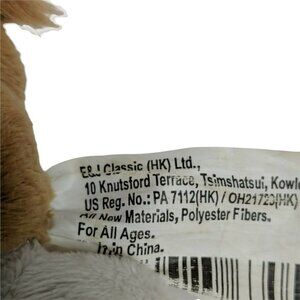 E&J Classic (HK) Ltd.,
10 Knutsford Terrace, Tsimshatsui, Kowl
US Reg. No.: PA 7112(HK) / OH21723(HK)
All New Materials, Polyester Fibers.
For All Ages.
in China.